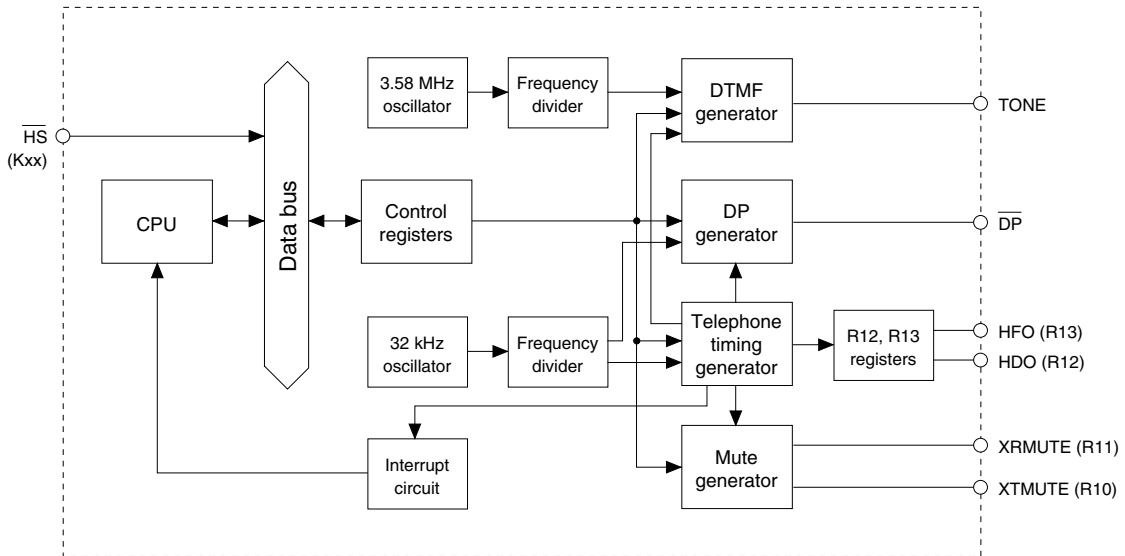 3.58 MHz
oscillator
Frequency
divider
DTMF
generator
TONE
HS
(Kxx)
CPU
Data bus
Control
registers
DP
generator
DP
32 kHz
oscillator
Frequency
divider
Telephone
timing
generator
R12, R13
registers
HFO (R13)
HDO (R12)
Interrupt
circuit
Mute
generator
XRMUTE (R11)
XTMUTE (R10)